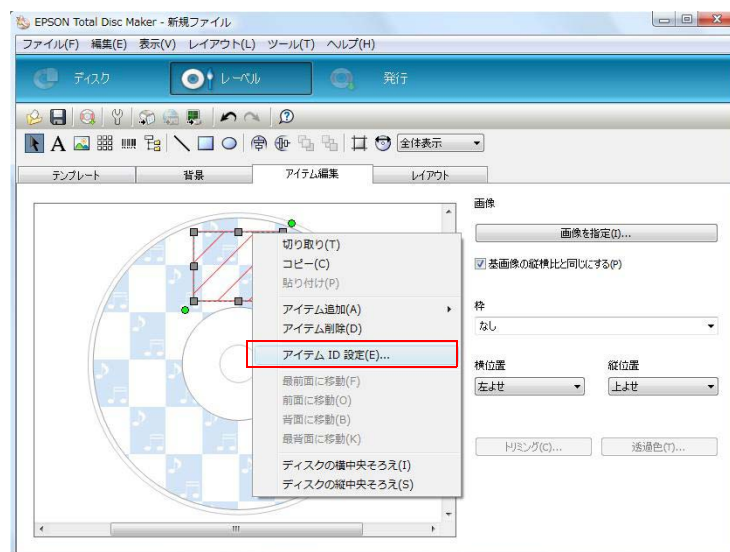 EPSON Total Disc Maker - 新規ファイル
ファイル(F) 編集(E) 表示(V) レイアウト(L) ツール(T) ヘルプ(H)
ディスク レーベル 発行
全体表示
テンプレート 背景 アイテム編集 レイアウト
画像
画像を指定(I)...
基画像の縦横比と同じにする(P)
枠
なし
横位置 縦位置
左よせ 上よせ
トリミング(C)... 透過色(T)...
切り取り(T)
コピー(C)
貼り付け(P)
アイテム追加(A)
アイテム削除(D)
アイテム ID 設定(E)...
最前面に移動(F)
前面に移動(O)
背面に移動(B)
最背面に移動(K)
ディスクの横中央そろえ(I)
ディスクの縦中央そろえ(S)